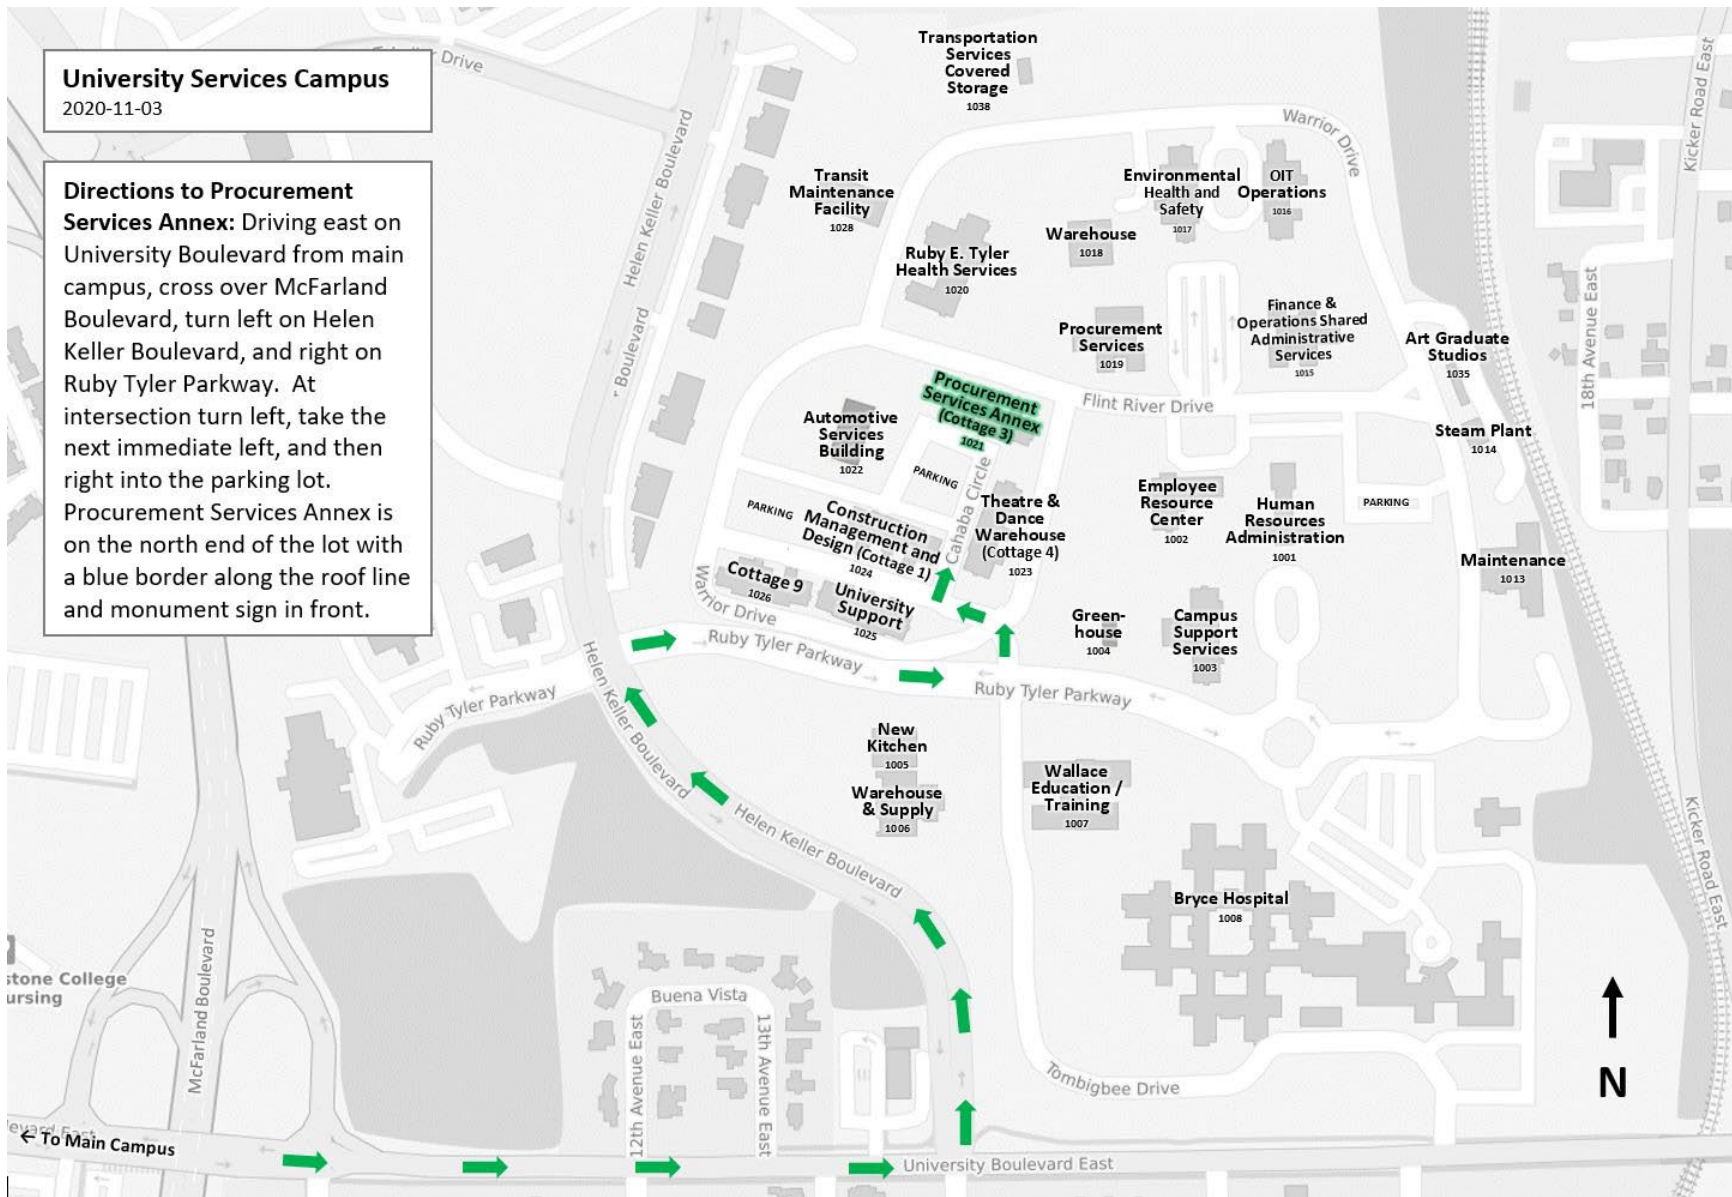 University Services Campus
2020-11-03
Directions to Procurement
Services Annex: Driving east on
University Boulevard from main
campus, cross over McFarland
Boulevard, turn left on Helen
Keller Boulevard, and right on
Ruby Tyler Parkway. At
intersection turn left, take the
next immediate left, and then
right into the parking lot.
Procurement Services Annex is
on the north end of the lot with
a blue border along the roof line
and monument sign in front.
Drive
Transportation
Services
Covered
Storage
1038
Warrior Drive
Kicker Road East
Helen Keller Boulevard
Helen Keller Boulevard
Boulevard
Transit
Maintenance
Facility
1028
Environmental
Health and
Safety
1017
OIT
Operations
1016
Warehouse
1018
Ruby E. Tyler
Health Services
1020
Procurement
Services
1019
Finance &
Operations Shared
Administrative
Services
1015
Art Graduate
Studios
1035
18th Avenue East
Procurement
Services Annex
(Cottage 3)
1021
Flint River Drive
Automotive
Services
Building
1022
Steam Plant
1014
PARKING
Cahaba Circle
PARKING
Construction
Management and
Design (Cottage 1)
1024
Theatre &
Dance
Warehouse
(Cottage 4)
1023
Employee
Resource
Center
1002
Human
Resources
Administration
1001
PARKING
Maintenance
1013
Cottage 9
1026
University
Support
1025
Warrior Drive
Green-
house
1004
Campus
Support
Services
1003
Ruby Tyler Parkway
Ruby Tyler Parkway
Ruby Tyler Parkway
Helen Keller Boulevard
Helen Keller Boulevard
New
Kitchen
1005
Warehouse
& Supply
1006
Wallace
Education /
Training
1007
Kicker Road East
Bryce Hospital
1008
McFarland Boulevard
stone College
ursing
Buena Vista
12th Avenue East
13th Avenue East
Tombigbee Drive
N
← To Main Campus
University Boulevard East